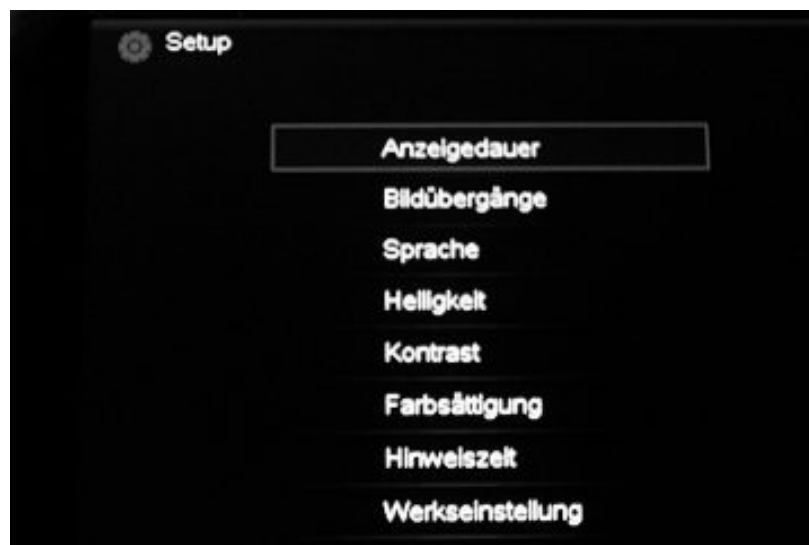 Setup
Anzeigedauer
Bildübergänge
Sprache
Helligkeit
Kontrast
Farbsättigung
Hinweiszeit
Werkseinstellung